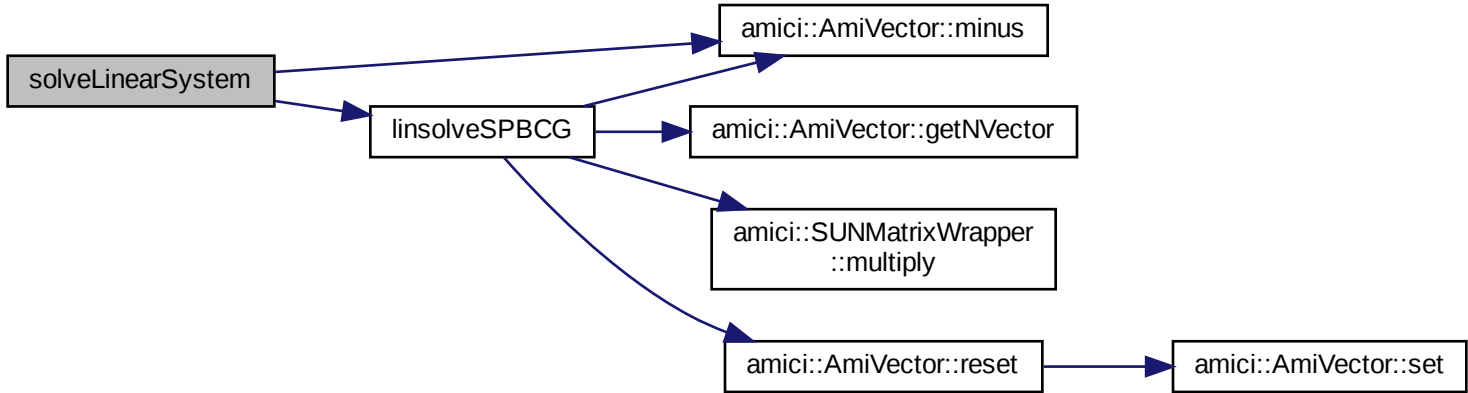 solveLinearSystem
amici::AmiVector::minus
linsolveSPBCG
amici::AmiVector::getNVector
amici::SUNMatrixWrapper
::multiply
amici::AmiVector::reset
amici::AmiVector::set